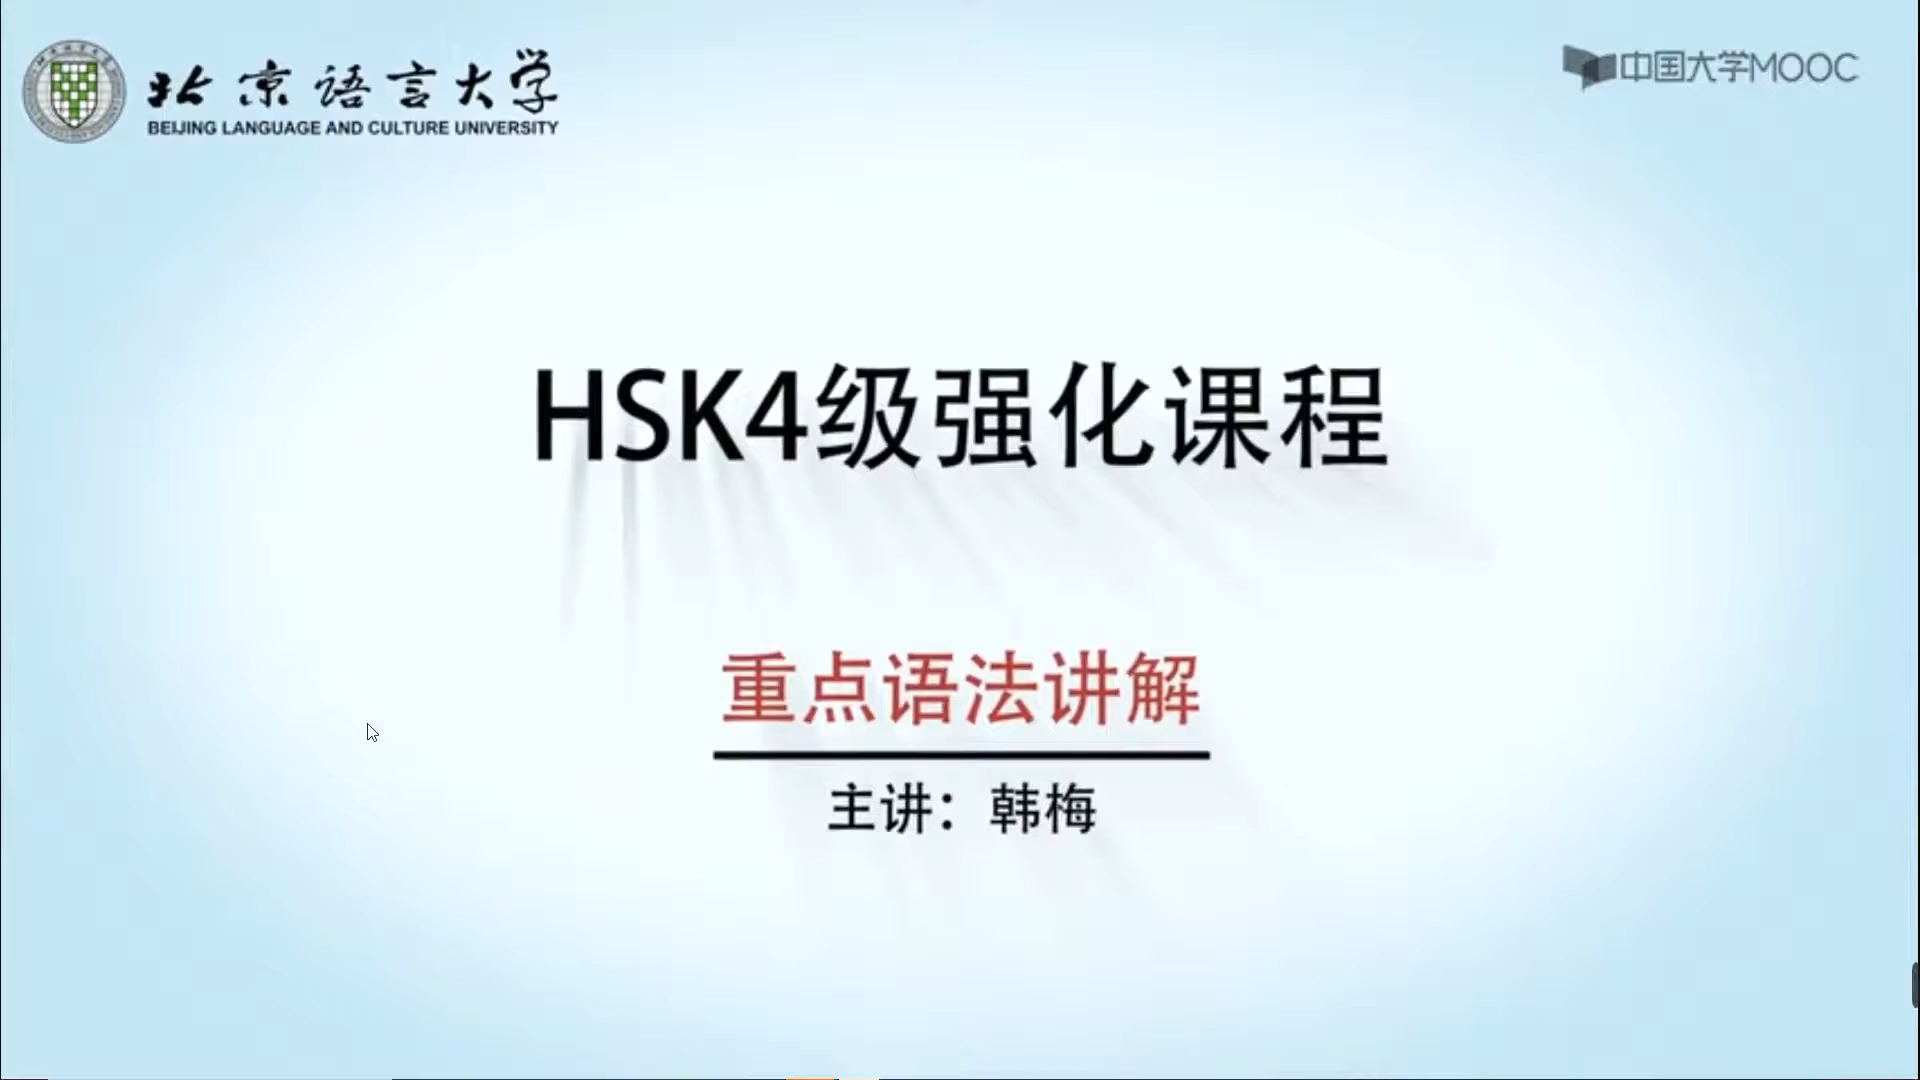 北京语言大学
BEIJING LANGUAGE AND CULTURE UNIVERSITY
中国大学MOOC
HSK4级强化课程
重点语法讲解
主讲：韩梅